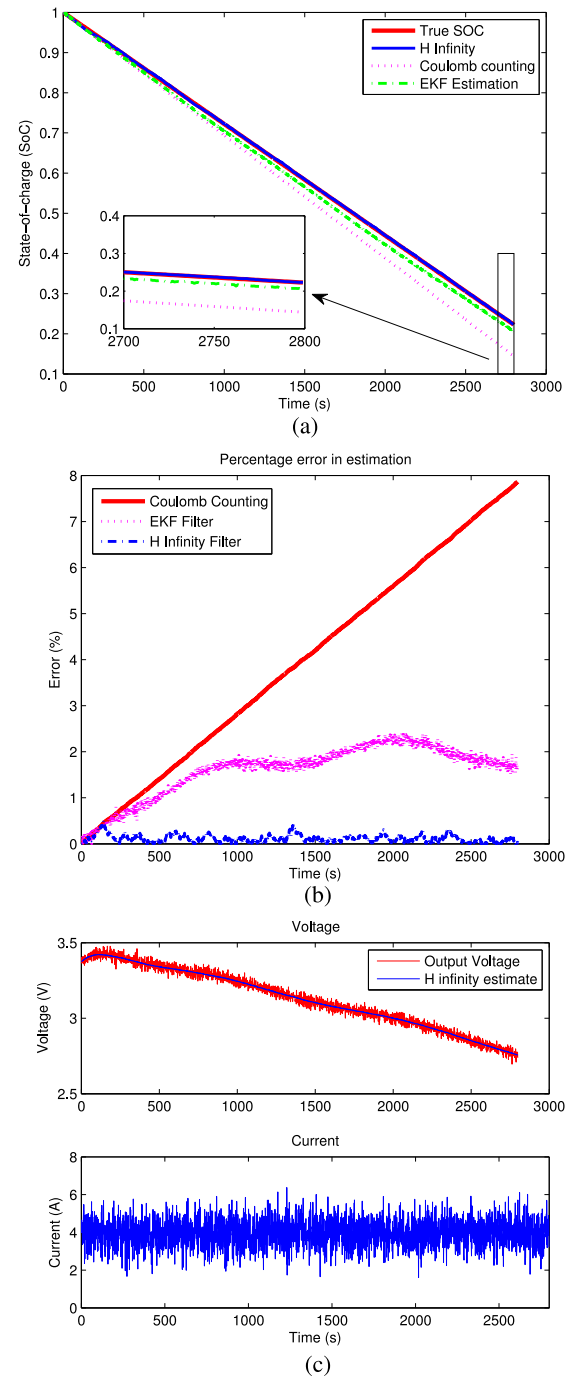 True SOC
H Infinity
Coulomb counting
EKF Estimation
State−of−charge (SoC)
1
0.9
0.8
0.7
0.6
0.5
0.4
0.3
0.2
0.1
0.4
0.3
0.2
0.1
2700 2750 2800
0 500 1000 1500 2000 2500 3000
Time (s)
(a)
Percentage error in estimation
Coulomb Counting
EKF Filter
H Infinity Filter
Error (%)
8
7
6
5
4
3
2
1
0
0 500 1000 1500 2000 2500 3000
Time (s)
(b)
Voltage
Output Voltage
H infinity estimate
Voltage (V)
3.5
3
2.5
0 500 1000 1500 2000 2500 3000
Current
Current (A)
8
6
4
2
0
0 500 1000 1500 2000 2500
Time (s)
(c)